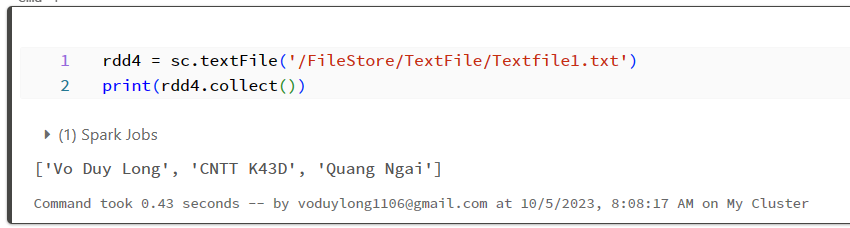 1 rdd4 = sc.textFile('/FileStore/TextFile/Textfile1.txt')
2 print(rdd4.collect())
(1) Spark Jobs
['Vo Duy Long', 'CNTT K43D', 'Quang Ngai']
Command took 0.43 seconds -- by voduylong1106@gmail.com at 10/5/2023, 8:08:17 AM on My Cluster